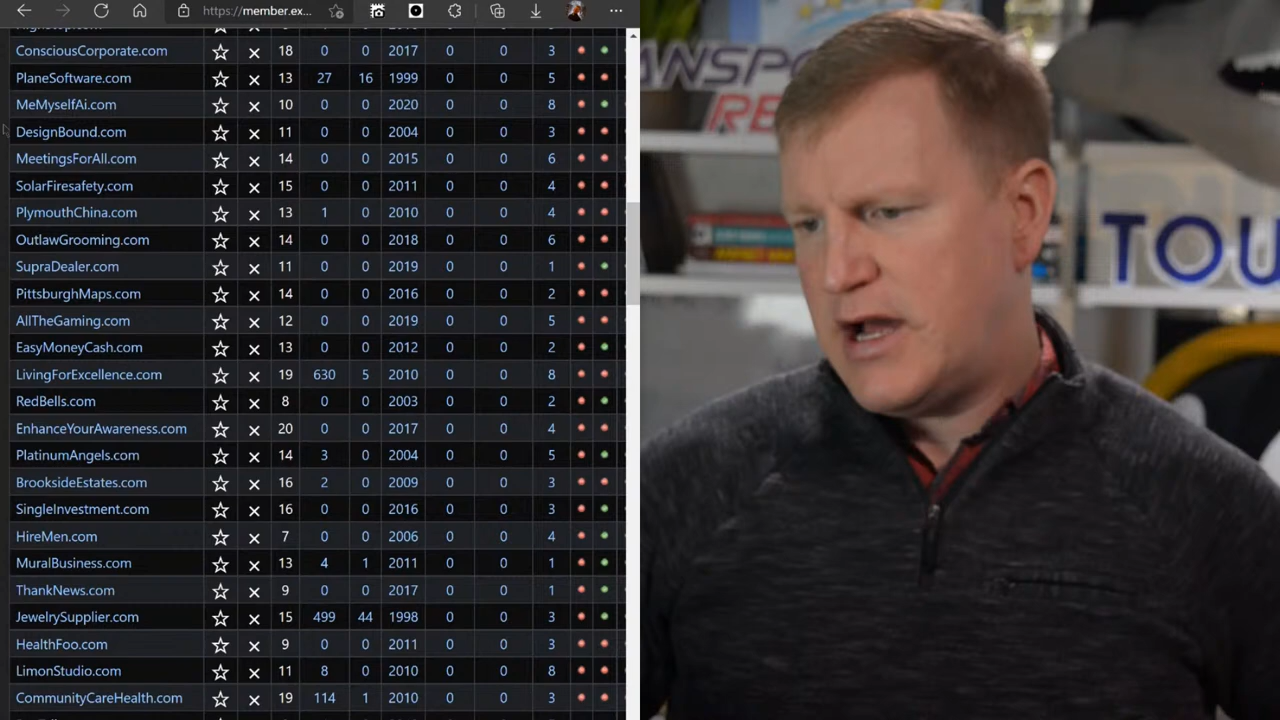 https://member.ex...
ConsciousCorporate.com 18 0 0 2017 0 0 3
PlaneSoftware.com 13 27 16 1999 0 0 5
MeMyselfAi.com 10 0 0 2020 0 0 8
DesignBound.com 11 0 0 2004 0 0 3
MeetingsForAll.com 14 0 0 2015 0 0 6
SolarFiresafety.com 15 0 0 2011 0 0 4
PlymouthChina.com 13 1 0 2010 0 0 4
OutlawGrooming.com 14 0 0 2018 0 0 6
SupraDealer.com 11 0 0 2019 0 0 1
PittsburghMaps.com 14 0 0 2016 0 0 2
AllTheGaming.com 12 0 0 2019 0 0 5
EasyMoneyCash.com 13 0 0 2012 0 0 2
LivingForExcellence.com 19 630 5 2010 0 0 8
RedBells.com 8 0 0 2003 0 0 2
EnhanceYourAwareness.com 20 0 0 2017 0 0 4
PlatinumAngels.com 14 3 0 2004 0 0 5
BrooksideEstates.com 16 2 0 2009 0 0 3
SingleInvestment.com 16 0 0 2016 0 0 3
HireMen.com 7 0 0 2006 0 0 4
MuralBusiness.com 13 4 1 2011 0 0 1
ThankNews.com 9 0 0 2017 0 0 1
JewelrySupplier.com 15 499 44 1998 0 0 3
HealthFoo.com 9 0 0 2011 0 0 3
LimonStudio.com 11 8 0 2010 0 0 8
CommunityCareHealth.com 19 114 1 2010 0 0 3
ANSPO
RE
TOU